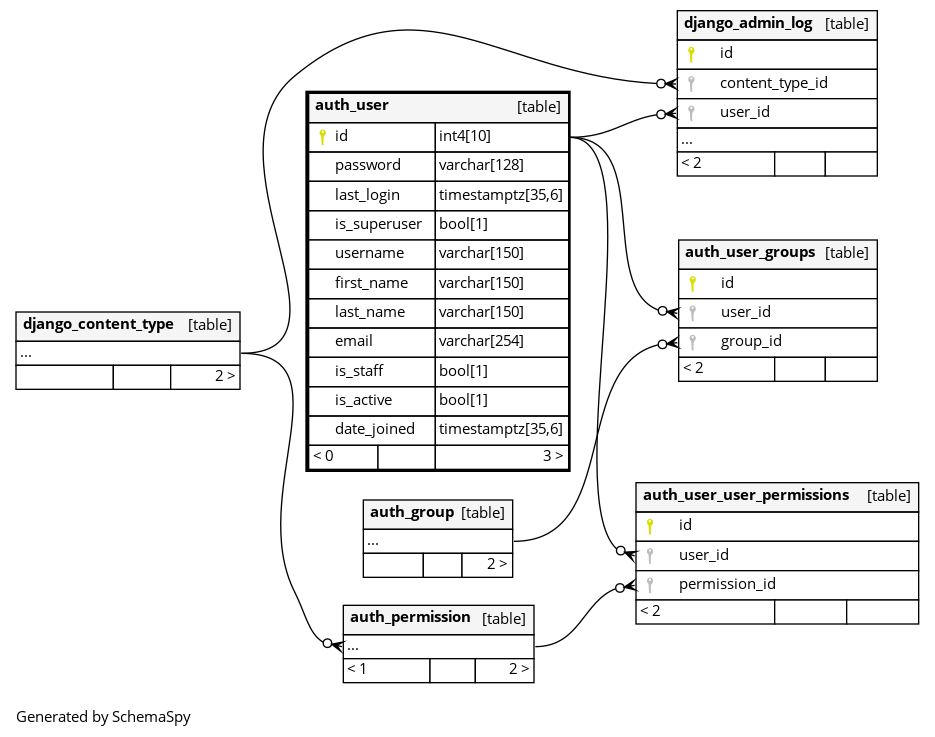 django_admin_log [table]
id
content_type_id
user_id
...
< 2
auth_user [table]
id int4[10]
password varchar[128]
last_login timestamptz[35,6]
is_superuser bool[1]
username varchar[150]
first_name varchar[150]
last_name varchar[150]
email varchar[254]
is_staff bool[1]
is_active bool[1]
date_joined timestamptz[35,6]
< 0 3 >
auth_user_groups [table]
id
user_id
group_id
< 2
django_content_type [table]
...
2 >
auth_group [table]
...
2 >
auth_user_user_permissions [table]
id
user_id
permission_id
< 2
auth_permission [table]
...
< 1 2 >
Generated by SchemaSpy